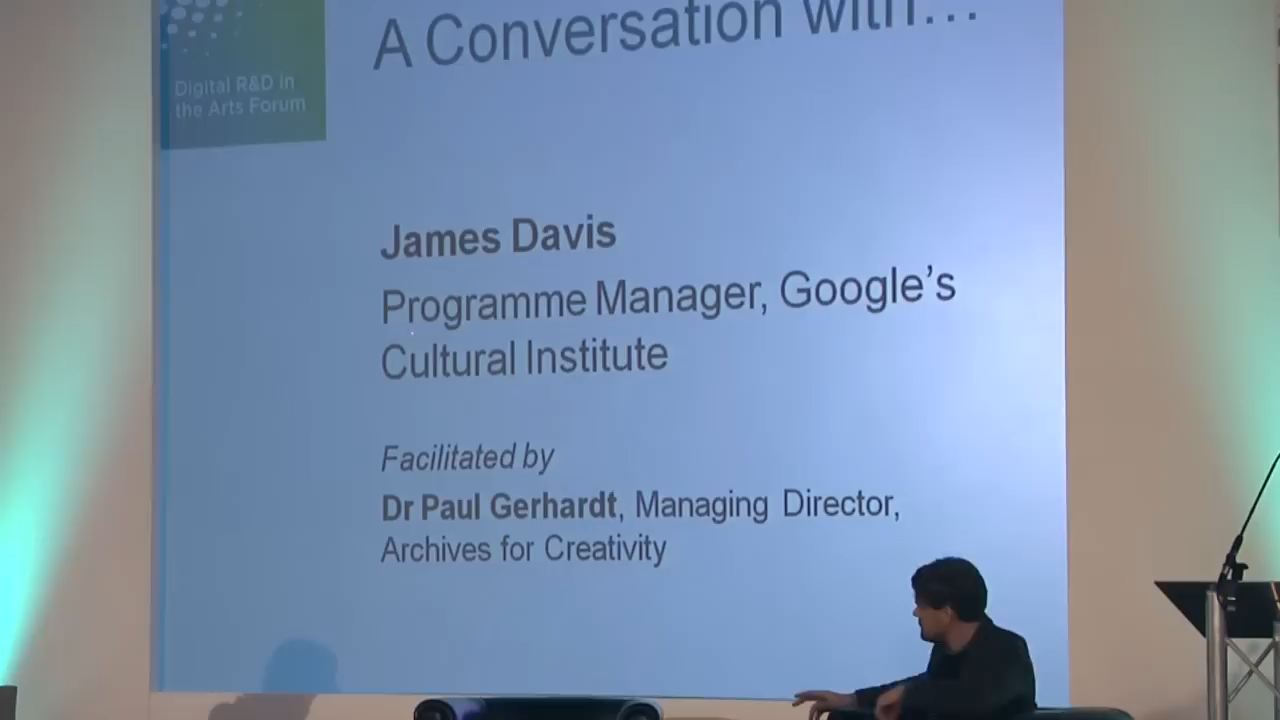 A Conversation with...
Digital R&D in
the Arts Forum
James Davis
Programme Manager, Google's
Cultural Institute
Facilitated by
Dr Paul Gerhardt, Managing Director,
Archives for Creativity